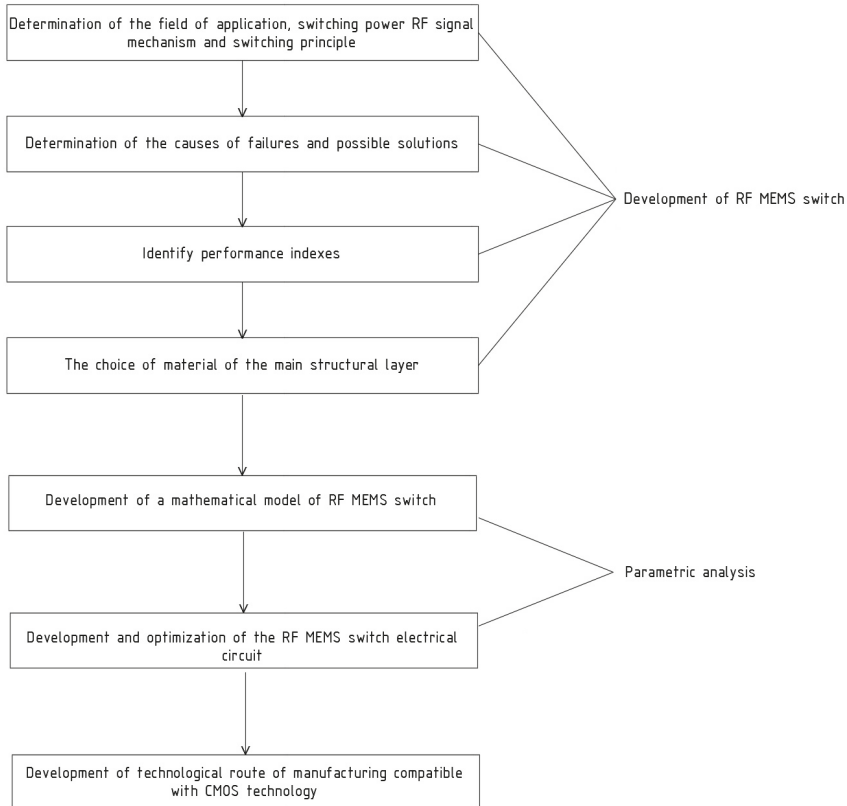 Determination of the field of application, switching power RF signal
mechanism and switching principle
Determination of the causes of failures and possible solutions
Development of RF MEMS switch
Identify performance indexes
The choice of material of the main structural layer
Development of a mathematical model of RF MEMS switch
Parametric analysis
Development and optimization of the RF MEMS switch electrical
circuit
Development of technological route of manufacturing compatible
with CMOS technology